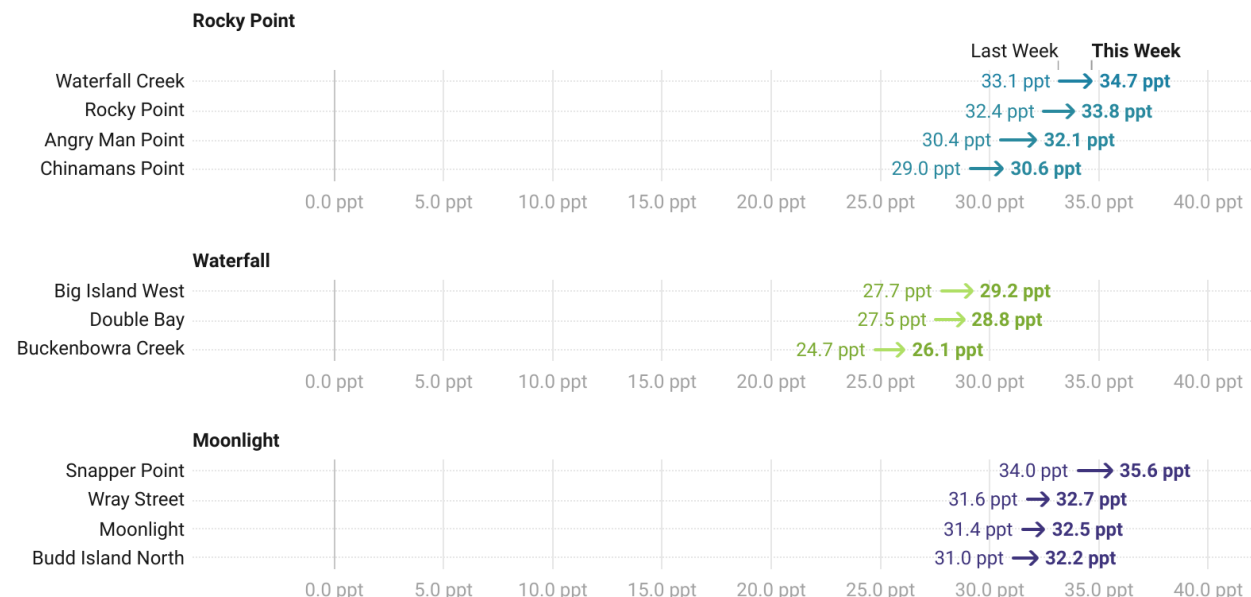 Rocky Point
Last Week This Week
Waterfall Creek 33.1 ppt 34.7 ppt
Rocky Point 32.4 ppt 33.8 ppt
Angry Man Point 30.4 ppt 32.1 ppt
Chinamans Point 29.0 ppt 30.6 ppt
0.0 ppt 5.0 ppt 10.0 ppt 15.0 ppt 20.0 ppt 25.0 ppt 30.0 ppt 35.0 ppt 40.0 ppt
Waterfall
Big Island West 27.7 ppt 29.2 ppt
Double Bay 27.5 ppt 28.8 ppt
Buckenbowra Creek 24.7 ppt 26.1 ppt
0.0 ppt 5.0 ppt 10.0 ppt 15.0 ppt 20.0 ppt 25.0 ppt 30.0 ppt 35.0 ppt 40.0 ppt
Moonlight
Snapper Point 34.0 ppt 35.6 ppt
Wray Street 31.6 ppt 32.7 ppt
Moonlight 31.4 ppt 32.5 ppt
Budd Island North 31.0 ppt 32.2 ppt
0.0 ppt 5.0 ppt 10.0 ppt 15.0 ppt 20.0 ppt 25.0 ppt 30.0 ppt 35.0 ppt 40.0 ppt